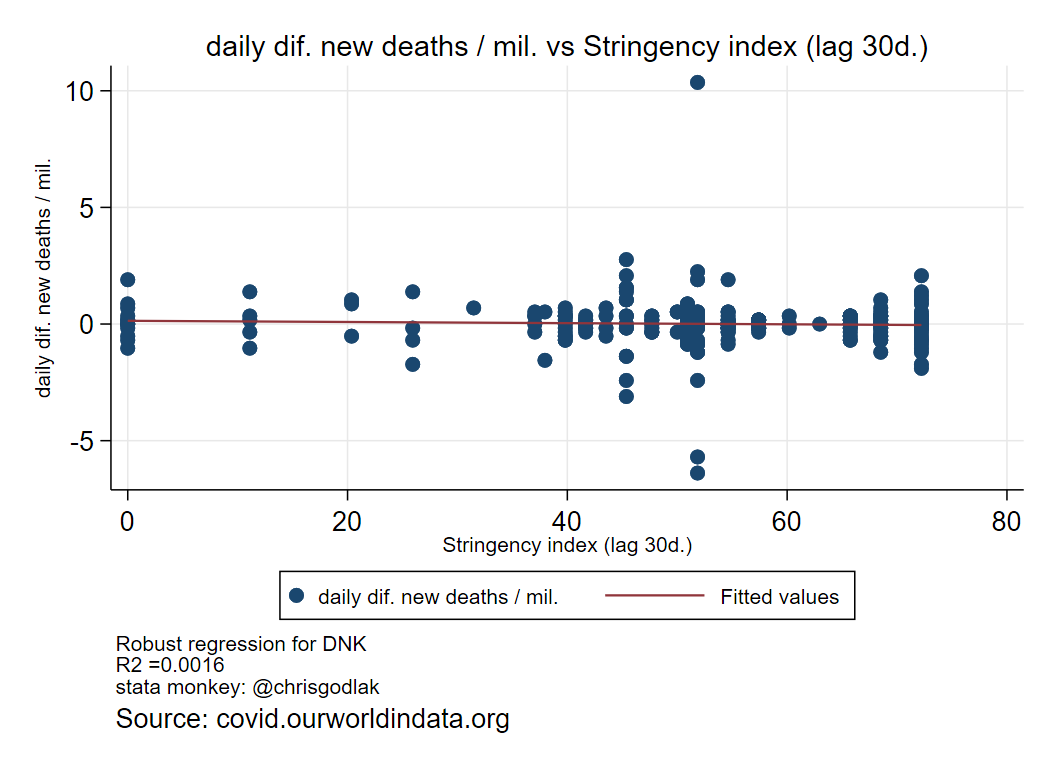 daily dif. new deaths / mil. vs Stringency index (lag 30d.)
daily dif. new deaths / mil.
10
5
0
-5
0 20 40 60 80
Stringency index (lag 30d.)
daily dif. new deaths / mil. Fitted values
Robust regression for DNK
R2 =0.0016
stata monkey: @chrisgodlak
Source: covid.ourworldindata.org